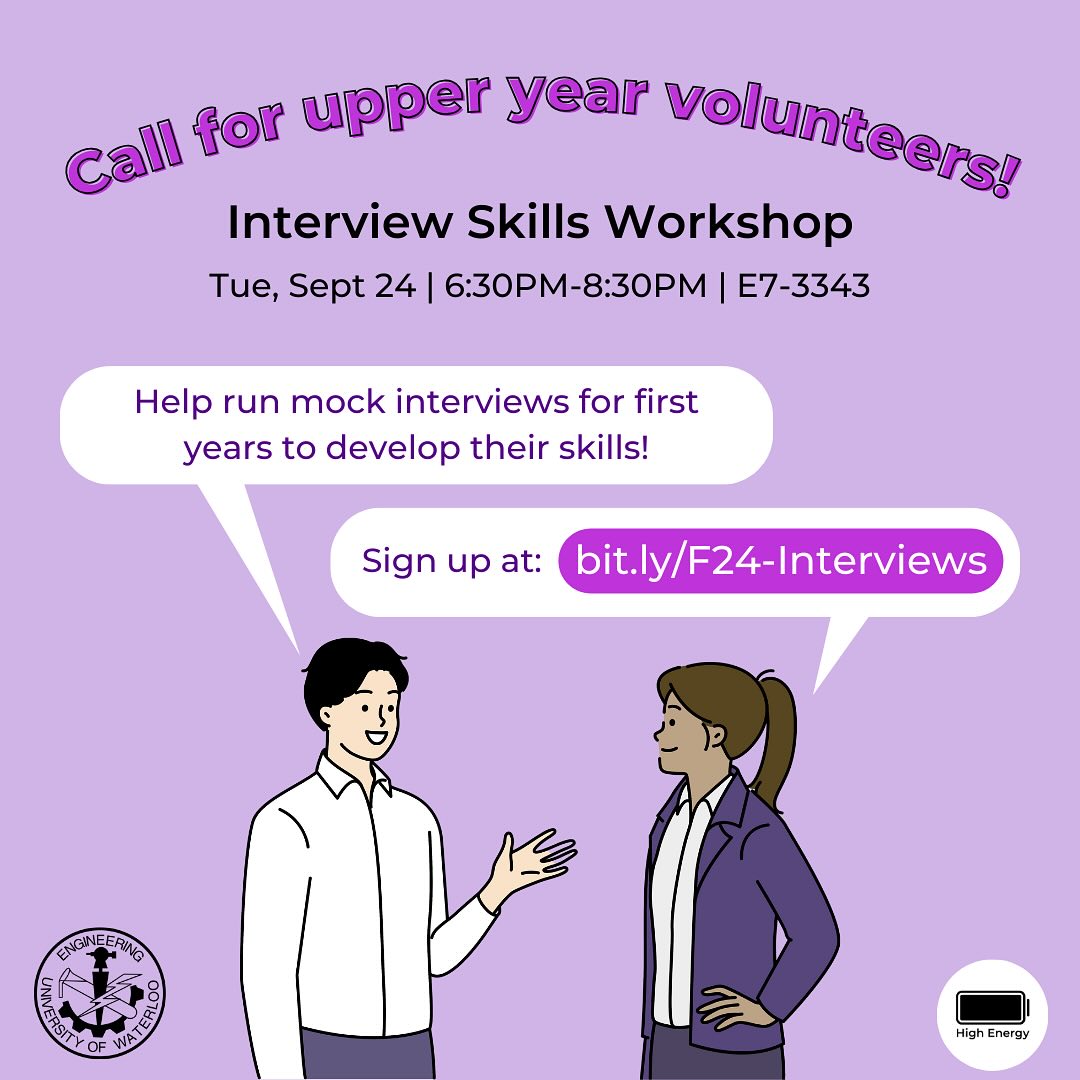 Call for upper year volunteers!
Interview Skills Workshop
Tue, Sept 24 | 6:30PM-8:30PM | E7-3343
Help run mock interviews for first
years to develop their skills!
Sign up at: bit.ly/F24-Interviews
ENGINEERING
UNIVERSITY OF WATERLOO
High Energy